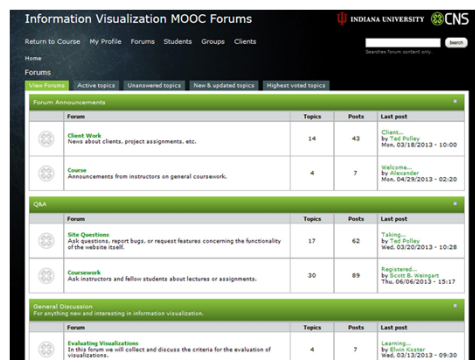 Information Visualization MOOC Forums
INDIANA UNIVERSITY
CNS
Return to Course My Profile Forums Students Groups Clients
Search
Searches forum content only.
Home
Forums
View Forums Active topics Unanswered topics New & updated topics Highest voted topics
Forum Announcements
Forum Topics Posts Last post
Client Work
News about clients, project assignments, etc.
14 43
Client...
by Ted Polley
Mon, 03/18/2013 - 10:00
Course
Announcements from instructors on general coursework.
4 7
Welcome...
by Alexander
Mon, 04/29/2013 - 02:20
Q&A
Forum Topics Posts Last post
Site Questions
Ask questions, report bugs, or request features concerning the functionality
of the website itself.
17 62
Taking...
by Ted Polley
Wed, 03/20/2013 - 10:28
Coursework
Ask instructors and fellow students about lectures or assignments.
30 89
Registered...
by Scott B. Weingart
Thu, 06/06/2013 - 15:17
General Discussion
For anything new and interesting in information visualization.
Forum Topics Posts Last post
Evaluating Visualizations
In this forum we will collect and discuss the criteria for the evaluation of
visualizations.
4 7
Learning...
by Elwin Koster
Wed, 03/13/2013 - 09:30